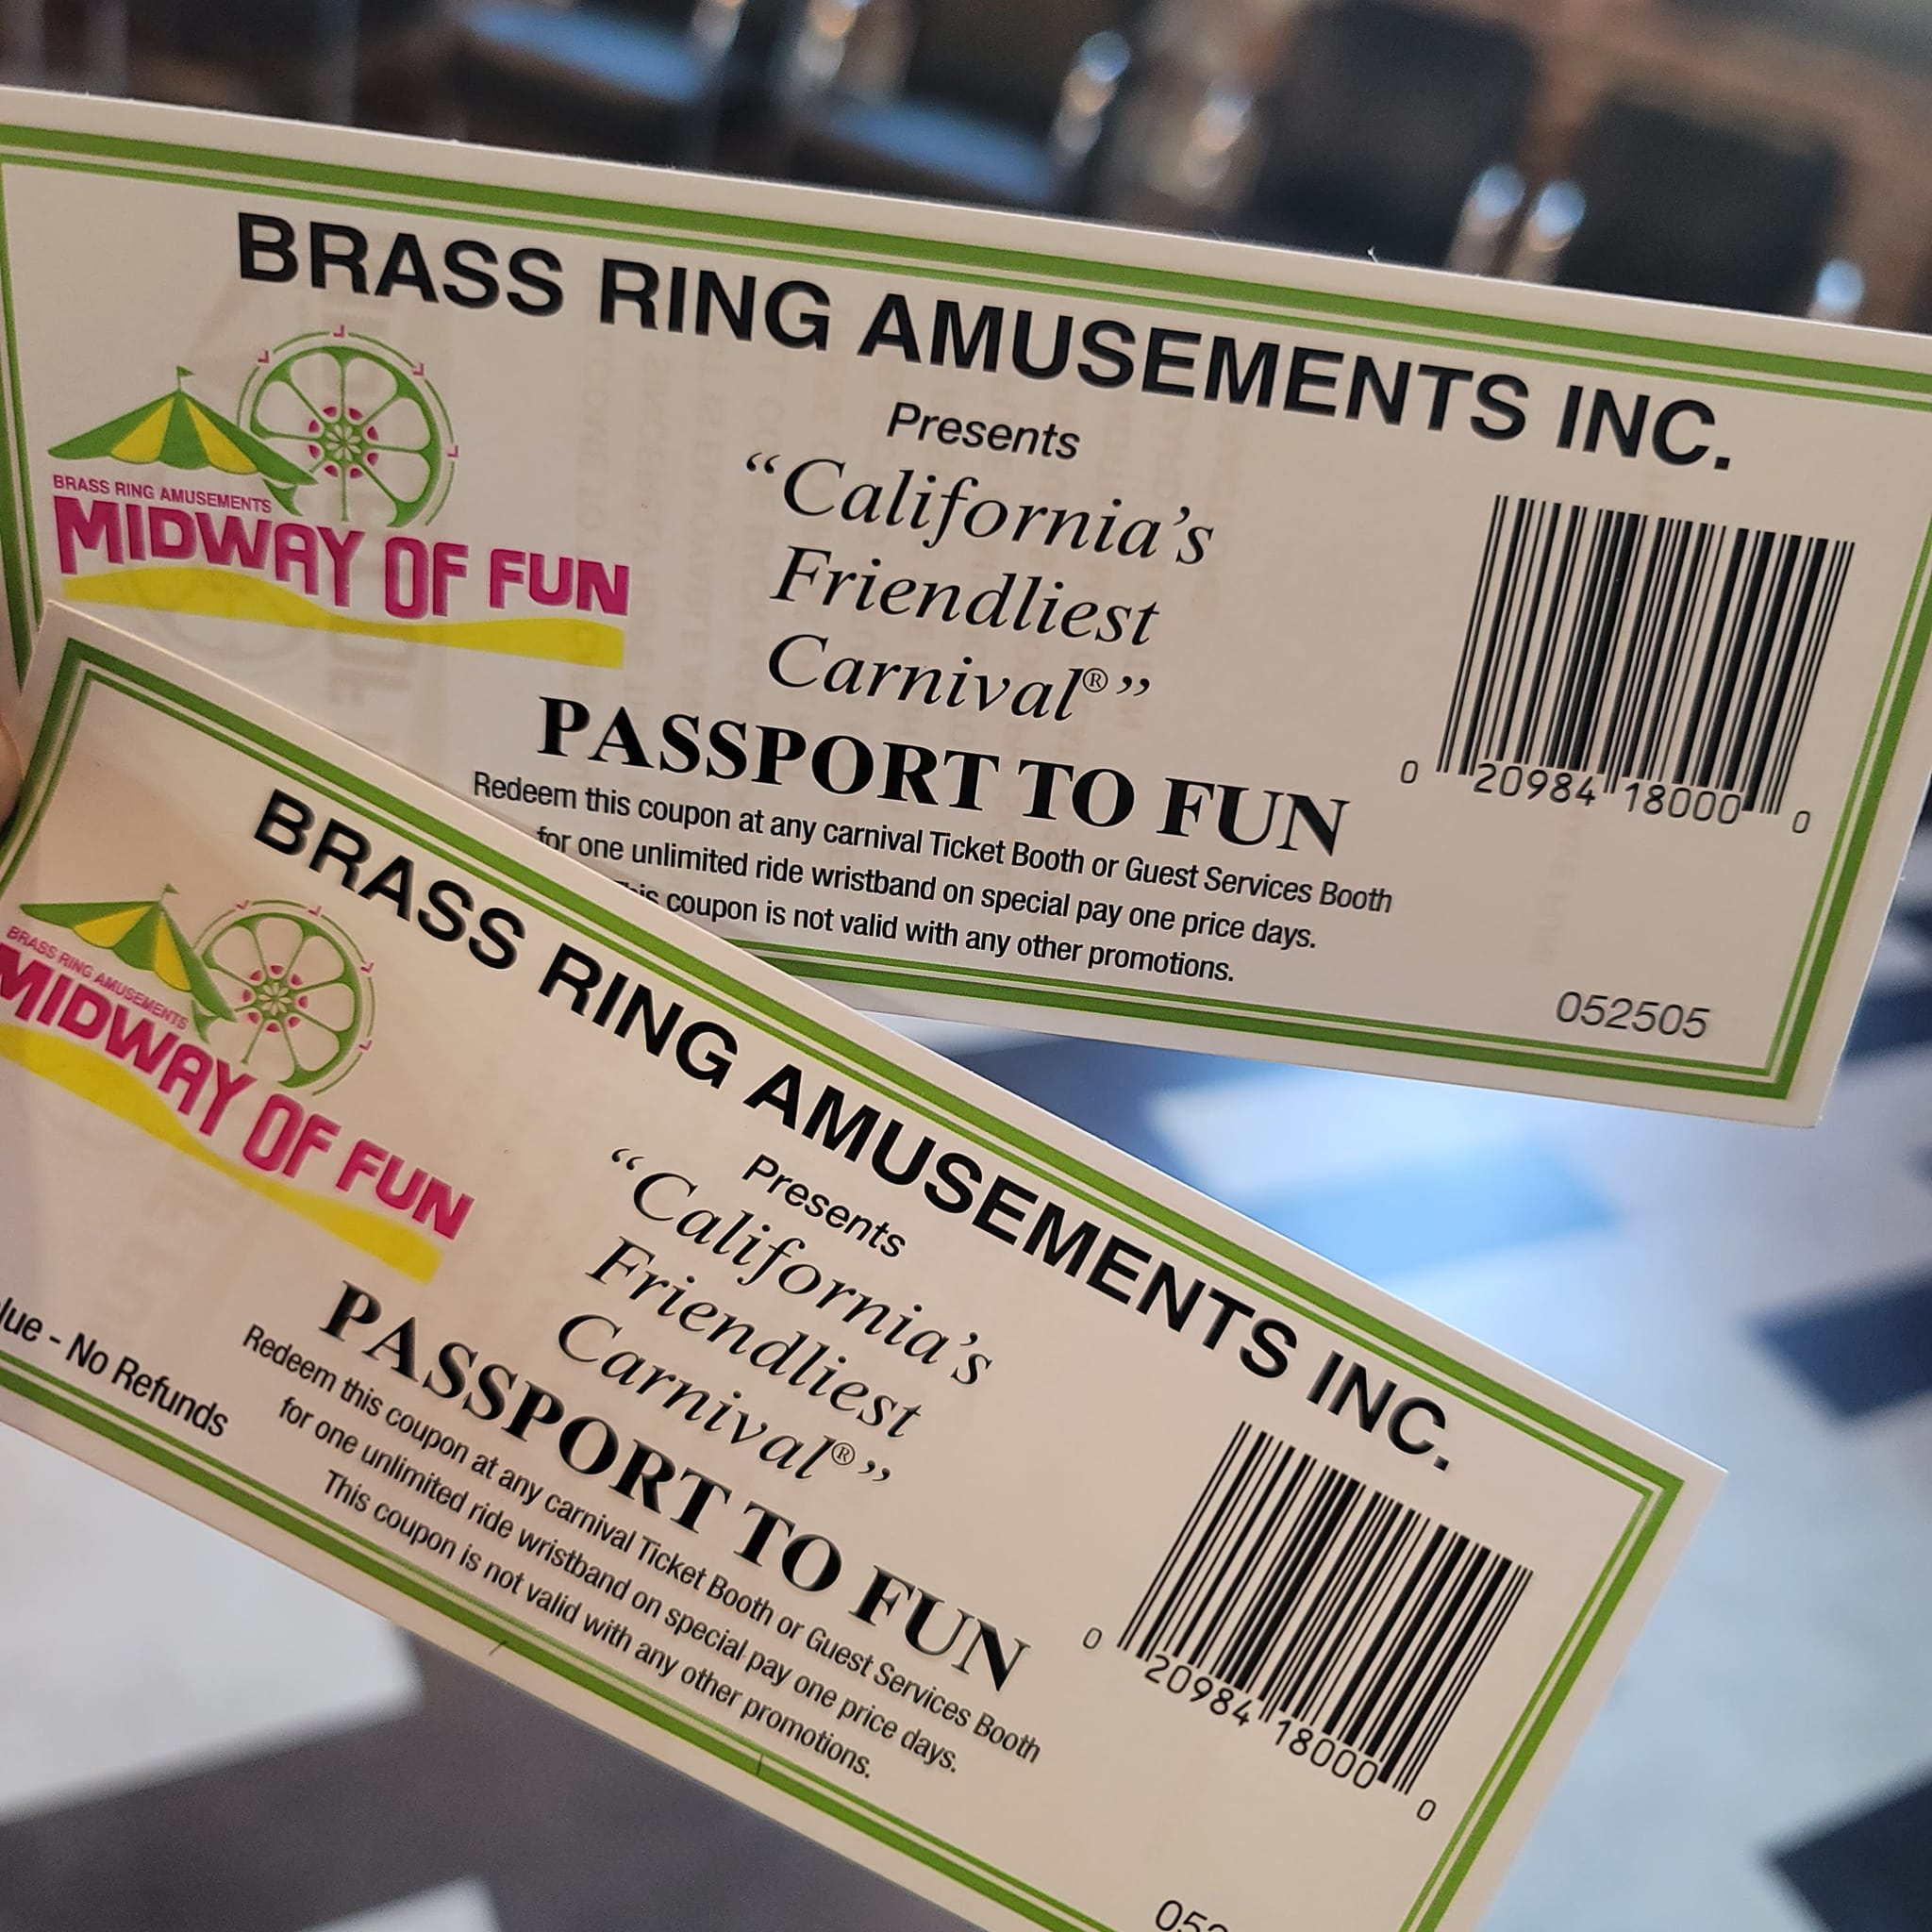 BRASS RING AMUSEMENTS INC.
Presents
“California’s
Friendliest
Carnival®”
BRASS RING AMUSEMENTS
MIDWAY OF FUN
PASSPORT TO FUN
Redeem this coupon at any carnival Ticket Booth or Guest Services Booth
for one unlimited ride wristband on special pay one price days.
coupon is not valid with any other promotions.
0 20984 18000 0
052505
BRASS RING AMUSEMENTS INC.
Presents
“California’s
Friendliest
Carnival®”
BRASS RING AMUSEMENTS
MIDWAY OF FUN
PASSPORT TO FUN
Redeem this coupon at any carnival Ticket Booth or Guest Services Booth
for one unlimited ride wristband on special pay one price days.
This coupon is not valid with any other promotions.
- No Refunds
0 20984 18000 0